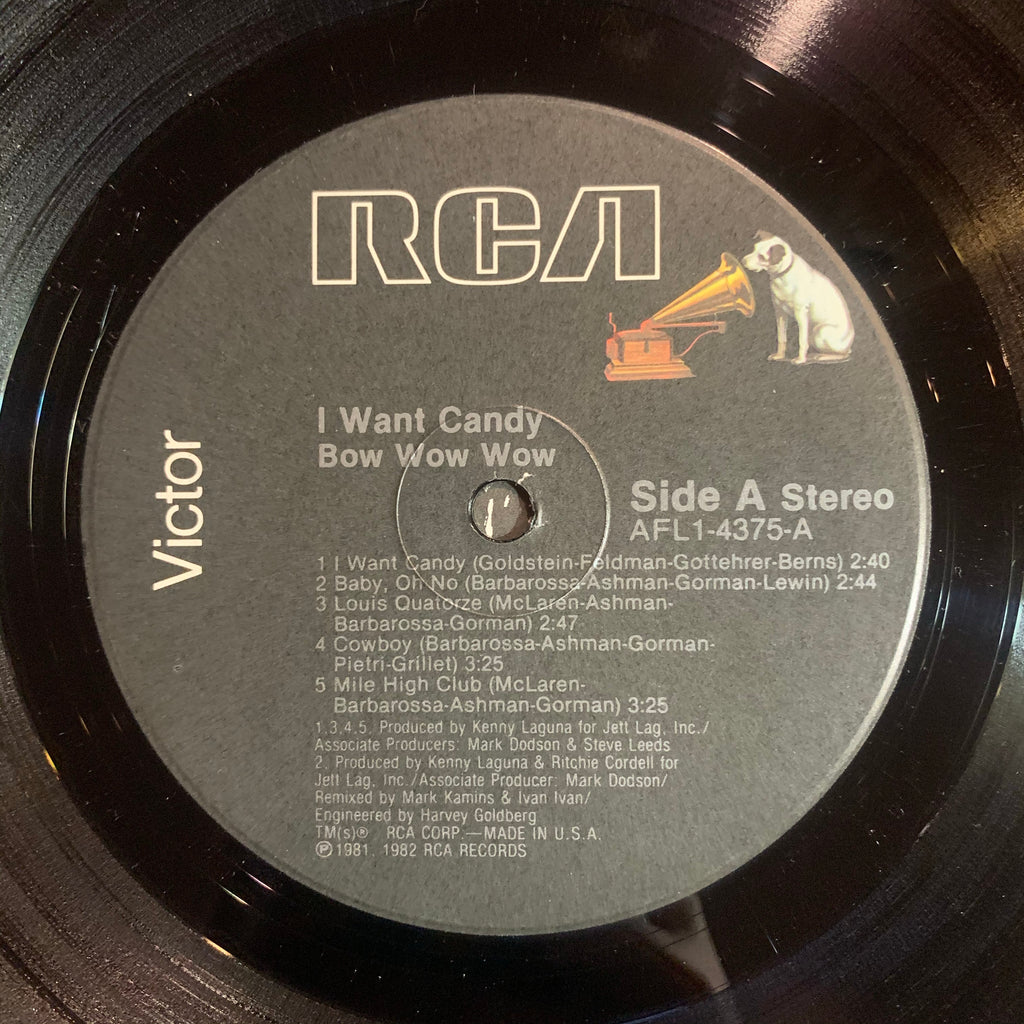 RCA
Victor
I Want Candy
Bow Wow Wow
Side A Stereo
AFL1-4375-A
1 I Want Candy (Goldstein-Feldman-Gottehrer-Berns) 2:40
2 Baby, Oh No (Barbarossa-Ashman-Gorman-Lewin) 2:44
3 Louis Quatorze (McLaren-Ashman-
Barbarossa-Gorman) 2:47
4 Cowboy (Barbarossa-Ashman-Gorman-
Pietri-Grillet) 3:25
5 Mile High Club (McLaren-
Barbarossa-Ashman-Gorman) 3:25
1,3,4,5, Produced by Kenny Laguna for Jett Lag, Inc./
Associate Producers: Mark Dodson & Steve Leeds
2, Produced by Kenny Laguna & Ritchie Cordell for
Jett Lag, Inc./Associate Producer: Mark Dodson/
Remixed by Mark Kamins & Ivan Ivan/
Engineered by Harvey Goldberg
TM(s)® RCA CORP.—MADE IN U.S.A.
℗1981, 1982 RCA RECORDS